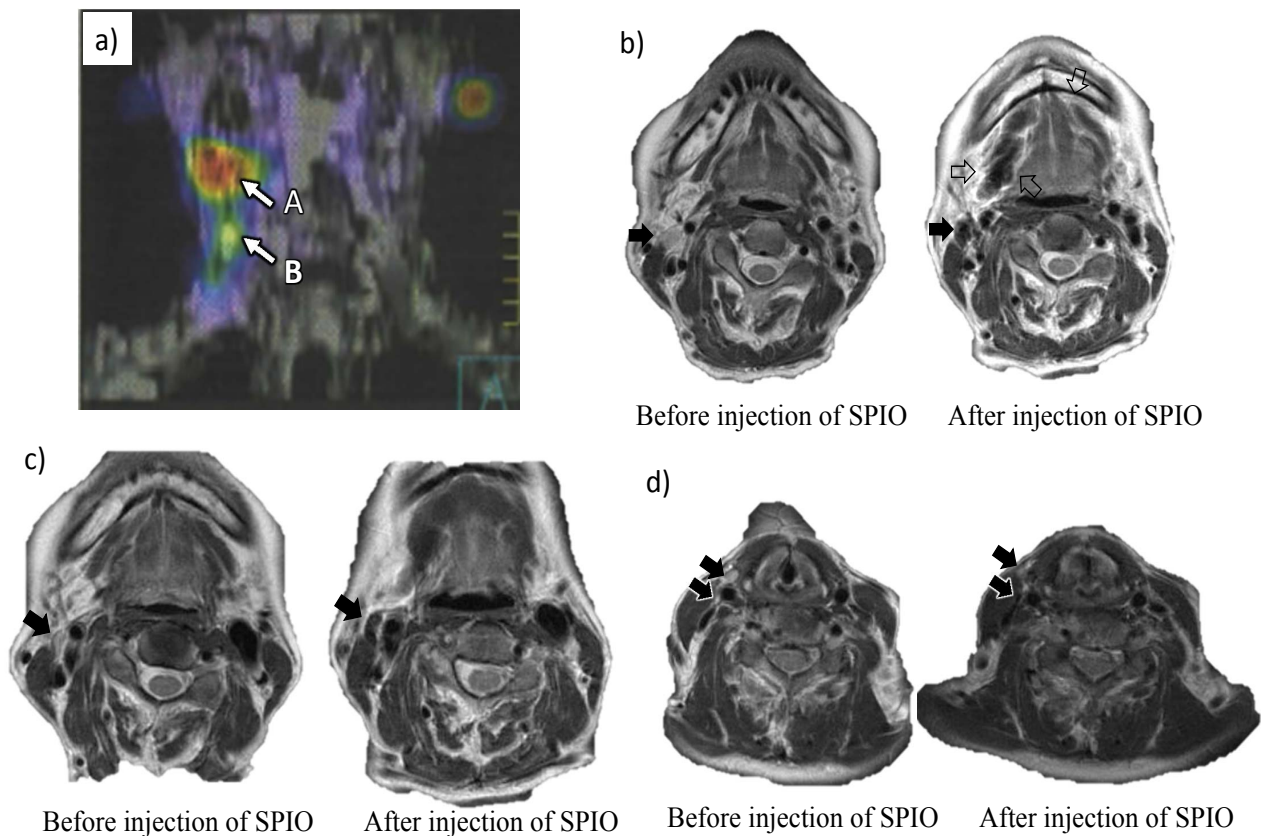 a)
A
B
A
b)
Before injection of SPIO
After injection of SPIO
c)
Before injection of SPIO
After injection of SPIO
d)
Before injection of SPIO
After injection of SPIO